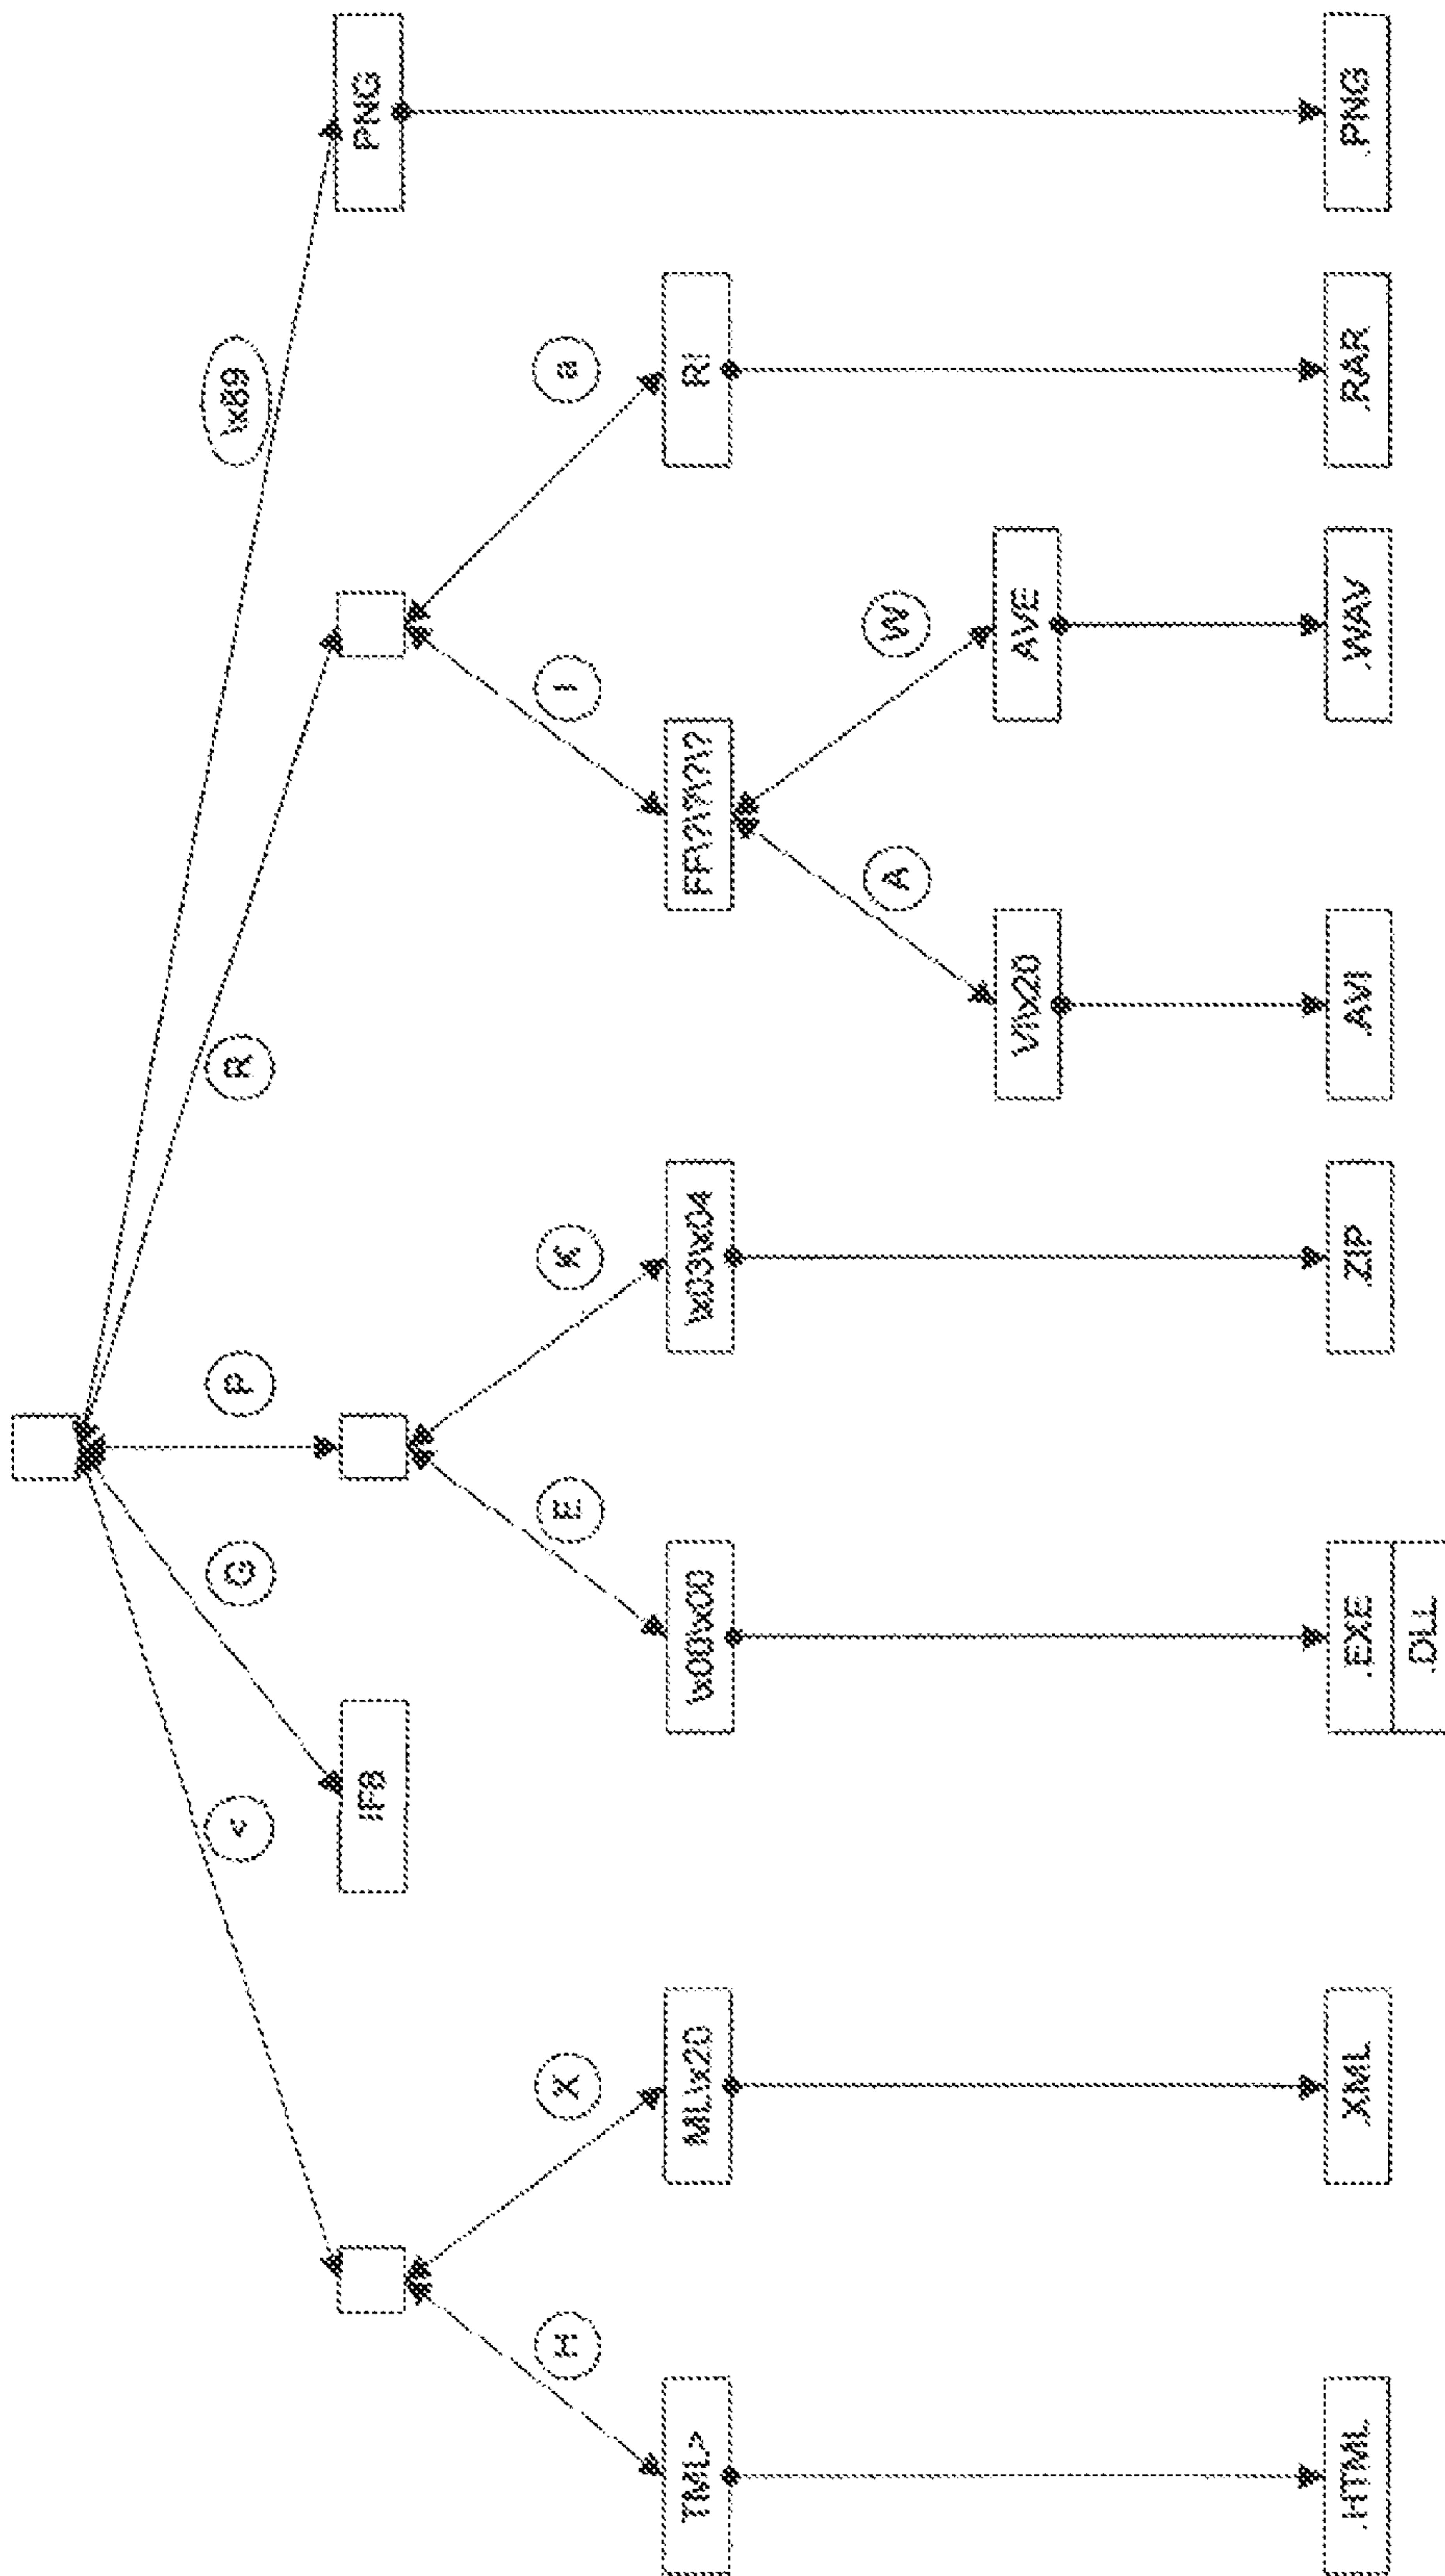 <
G
P
R
\x89
IF8
PNG
H
X
E
K
I
a
TML>
ML\x20
\x00\x00
\x03\x04
FF\?\?\?\?
R!
A
W
VI\x20
AVE
.HTML
.XML
.EXE
.DLL
.ZIP
.AVI
.WAV
.RAR
.PNG